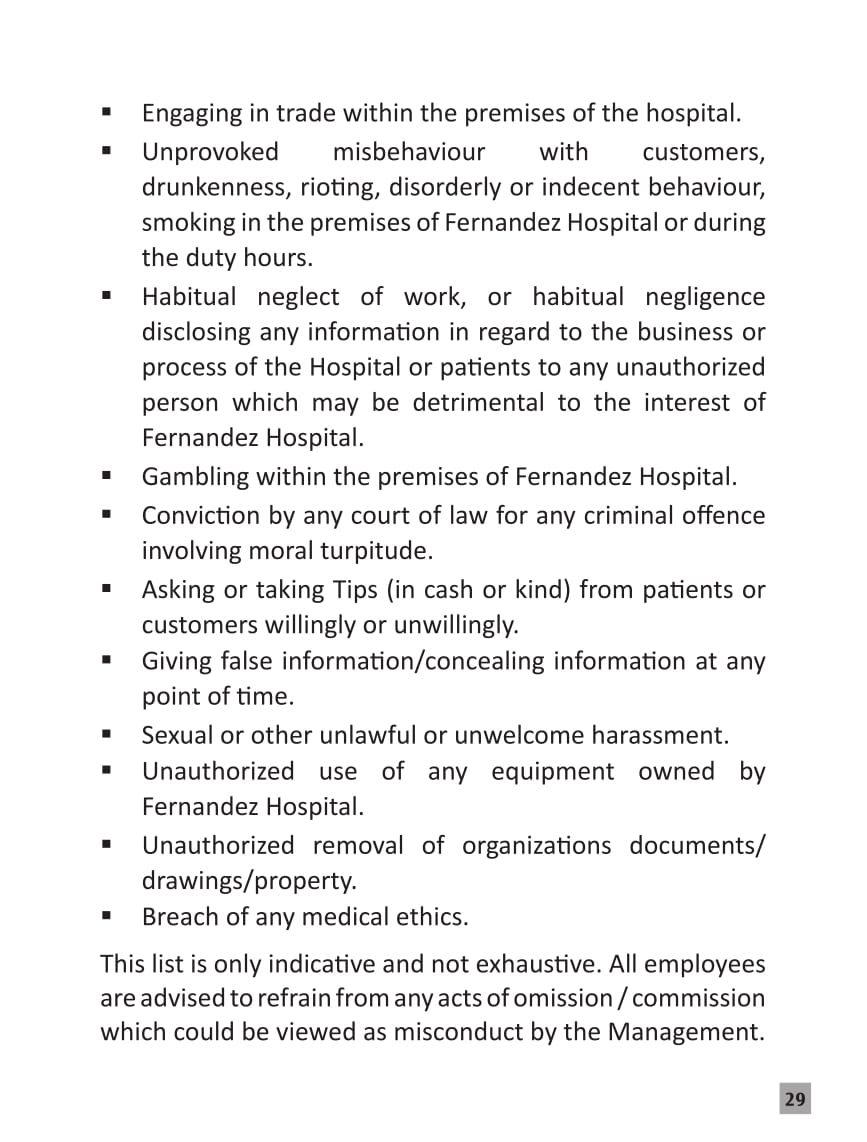 ▪ Engaging in trade within the premises of the hospital.
▪ Unprovoked misbehaviour with customers,
drunkenness, rioting, disorderly or indecent behaviour,
smoking in the premises of Fernandez Hospital or during
the duty hours.
▪ Habitual neglect of work, or habitual negligence
disclosing any information in regard to the business or
process of the Hospital or patients to any unauthorized
person which may be detrimental to the interest of
Fernandez Hospital.
▪ Gambling within the premises of Fernandez Hospital.
▪ Conviction by any court of law for any criminal offence
involving moral turpitude.
▪ Asking or taking Tips (in cash or kind) from patients or
customers willingly or unwillingly.
▪ Giving false information/concealing information at any
point of time.
▪ Sexual or other unlawful or unwelcome harassment.
▪ Unauthorized use of any equipment owned by
Fernandez Hospital.
▪ Unauthorized removal of organizations documents/
drawings/property.
▪ Breach of any medical ethics.
This list is only indicative and not exhaustive. All employees
are advised to refrain from any acts of omission / commission
which could be viewed as misconduct by the Management.
29